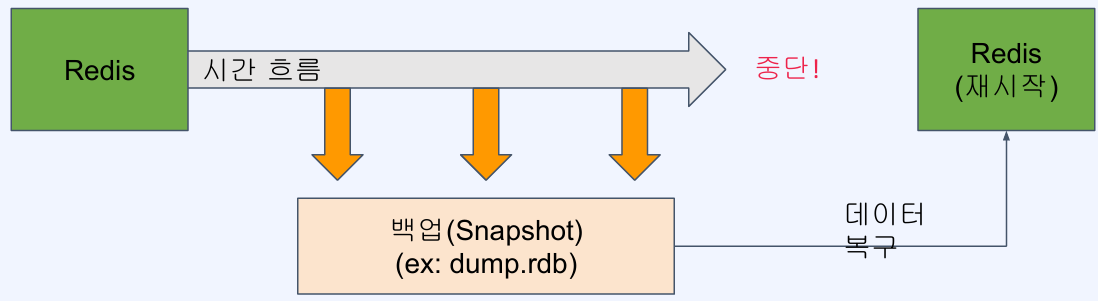 Redis
시간 흐름
중단!
Redis
(재시작)
백업(Snapshot)
(ex: dump.rdb)
데이터
복구